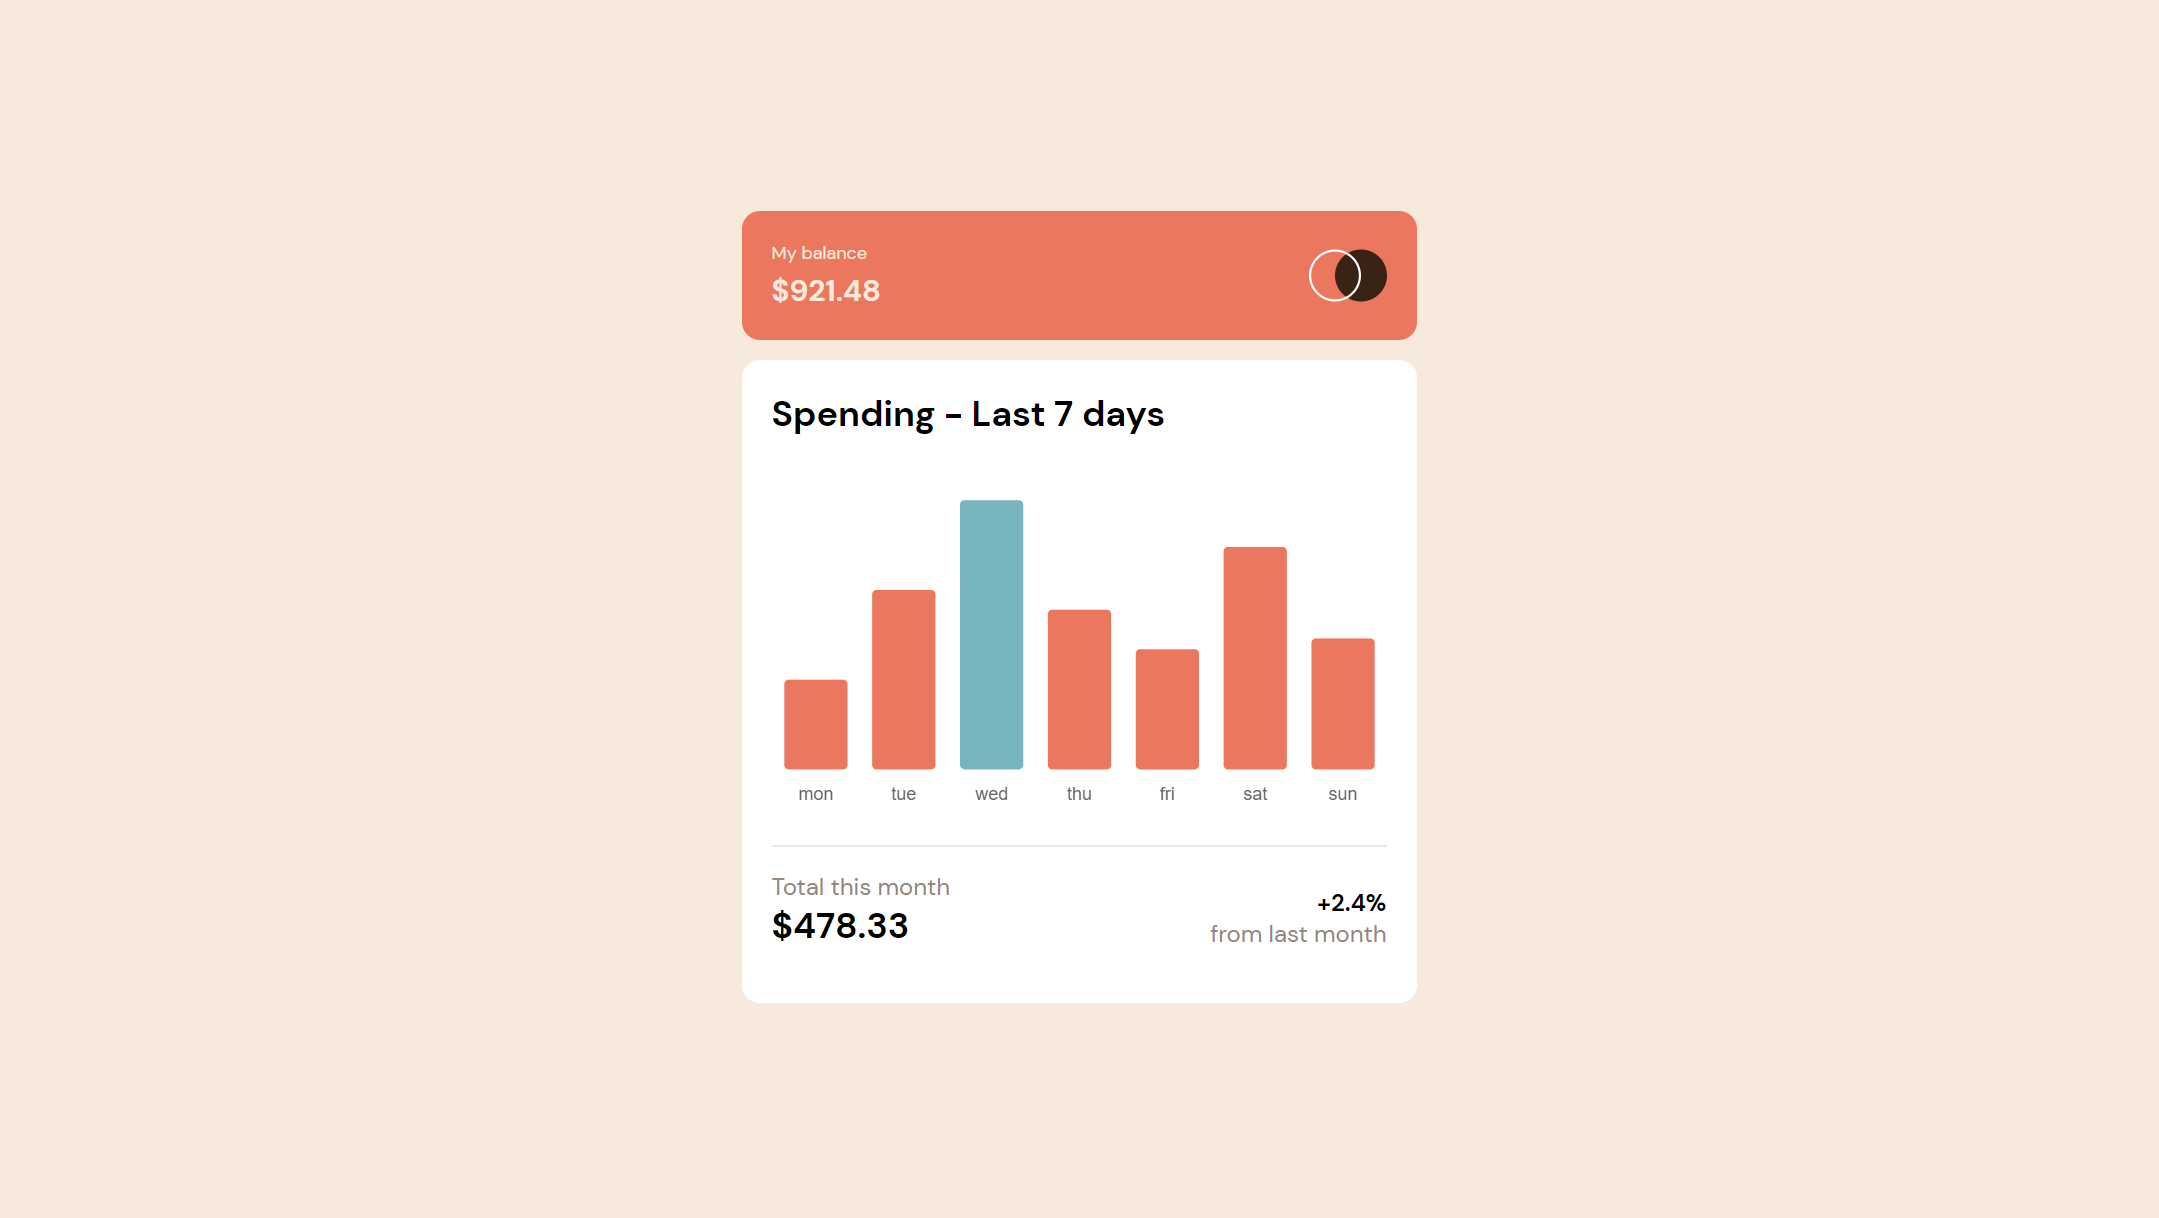 My balance
$921.48
Spending - Last 7 days
mon tue wed thu fri sat sun
Total this month
$478.33
+2.4%
from last month